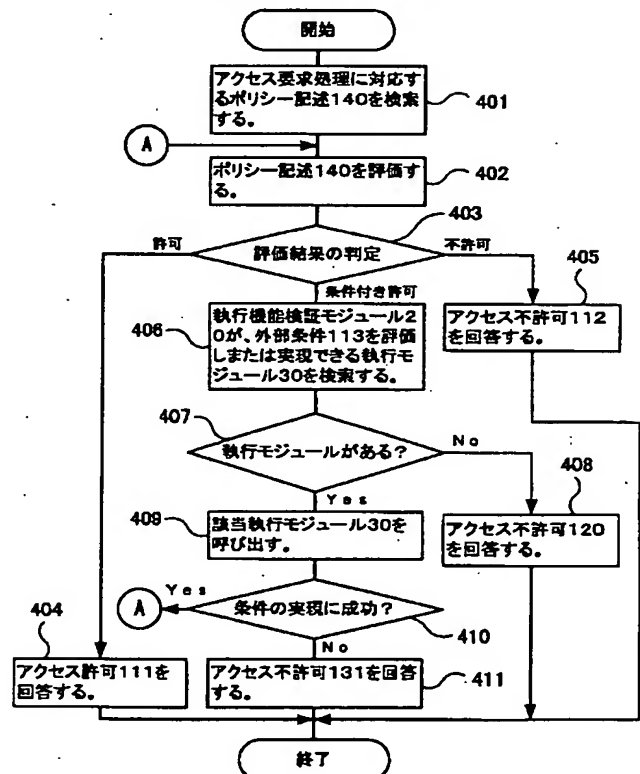 開始
アクセス要求処理に対応す
るポリシー記述140を検索
する。
401
A
ポリシー記述140を評価す
る。
402
403
許可
評価結果の判定
不許可
405
条件付き許可
アクセス不許可112
を回答する。
406
執行機能検証モジュール2
0が、外部条件113を評価
しまたは実現できる執行モ
ジュール30を検索する。
407
執行モジュールがある?
No
408
Yes
409
該当執行モジュール30を
呼び出す。
アクセス不許可120
を回答する。
Yes
A
条件の実現に成功?
410
404
No
アクセス許可111を
回答する。
アクセス不許可131を回答
する。
411
終了